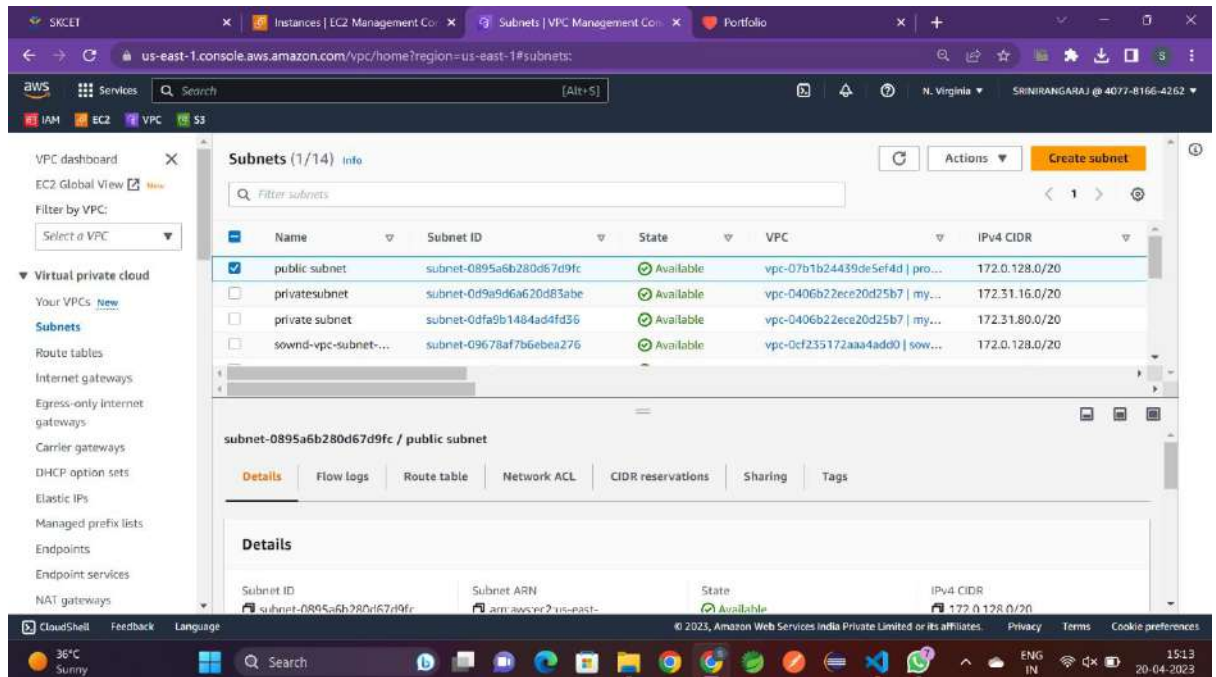 SKCET
Instances | EC2 Management Con
Subnets | VPC Management Con
Portfolio
us-east-1.console.aws.amazon.com/vpc/home?region=us-east-1#subnets:
aws
Services
Search
[Alt+S]
N. Virginia
SRINIRANGARAJ @ 4077-8166-4262
IAM
EC2
VPC
S3
VPC dashboard
EC2 Global View New
Filter by VPC:
Select a VPC
Virtual private cloud
Your VPCs New
Subnets
Route tables
Internet gateways
Egress-only internet
gateways
Carrier gateways
DHCP option sets
Elastic IPs
Managed prefix lists
Endpoints
Endpoint services
NAT gateways
Subnets (1/14) Info
Actions
Create subnet
Filter subnets
1
Name Subnet ID State VPC IPv4 CIDR
public subnet subnet-0895a6b280d67d9fc Available vpc-07b1b24439de5ef4d | pro... 172.0.128.0/20
privatesubnet subnet-0d9a9d6a620d83abe Available vpc-0406b22ece20d25b7 | my... 172.31.16.0/20
private subnet subnet-0dfa9b1484ad4fd36 Available vpc-0406b22ece20d25b7 | my... 172.31.80.0/20
sownd-vpc-subnet-... subnet-09678af7b6ebea276 Available vpc-0cf235172aaa4add0 | sow... 172.0.128.0/20
subnet-0895a6b280d67d9fc / public subnet
Details Flow logs Route table Network ACL CIDR reservations Sharing Tags
Details
Subnet ID Subnet ARN State IPv4 CIDR
subnet-0895a6b280d67d9fc arn:aws:ec2:us-east- Available 172.0.128.0/20
CloudShell Feedback Language © 2023, Amazon Web Services India Private Limited or its affiliates. Privacy Terms Cookie preferences
36°C
Sunny
Search
ENG
IN
15:13
20-04-2023